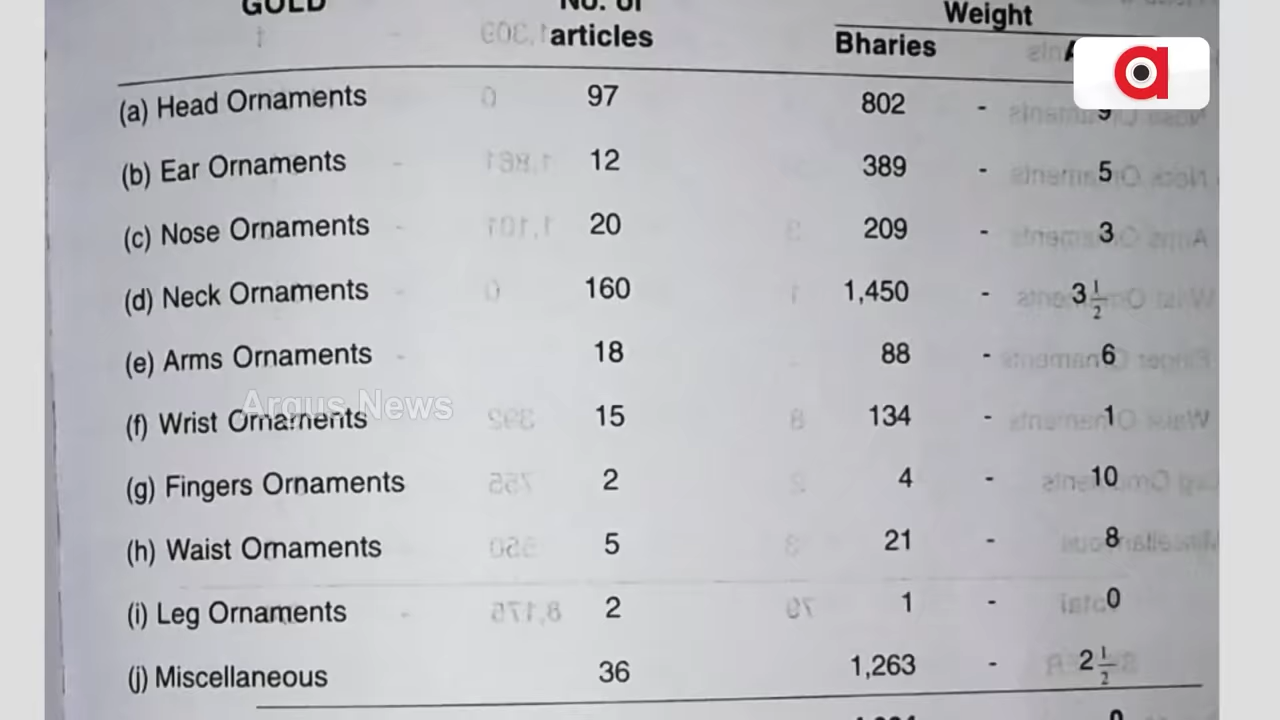 GOLD No. of Weight
articles Bharies
(a) Head Ornaments 97 802 - 9
(b) Ear Ornaments 12 389 - 5
(c) Nose Ornaments 20 209 - 3
(d) Neck Ornaments 160 1,450 - 3 1/2
(e) Arms Ornaments 18 88 - 6
(f) Wrist Ornaments 15 134 - 1
(g) Fingers Ornaments 2 4 - 10
(h) Waist Ornaments 5 21 - 8
(i) Leg Ornaments 2 1 - 0
(j) Miscellaneous 36 1,263 - 2 1/2
Argus News